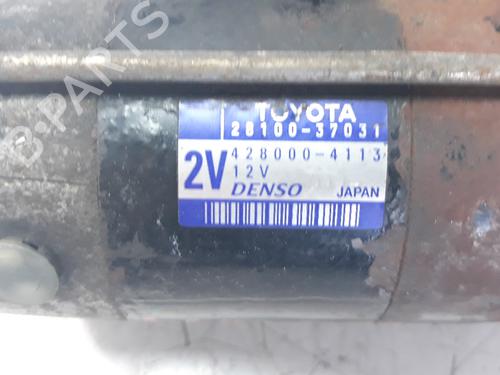 TOYOTA
28100-37031
2V
428000-4113
12V
DENSO
JAPAN
B-PARTS